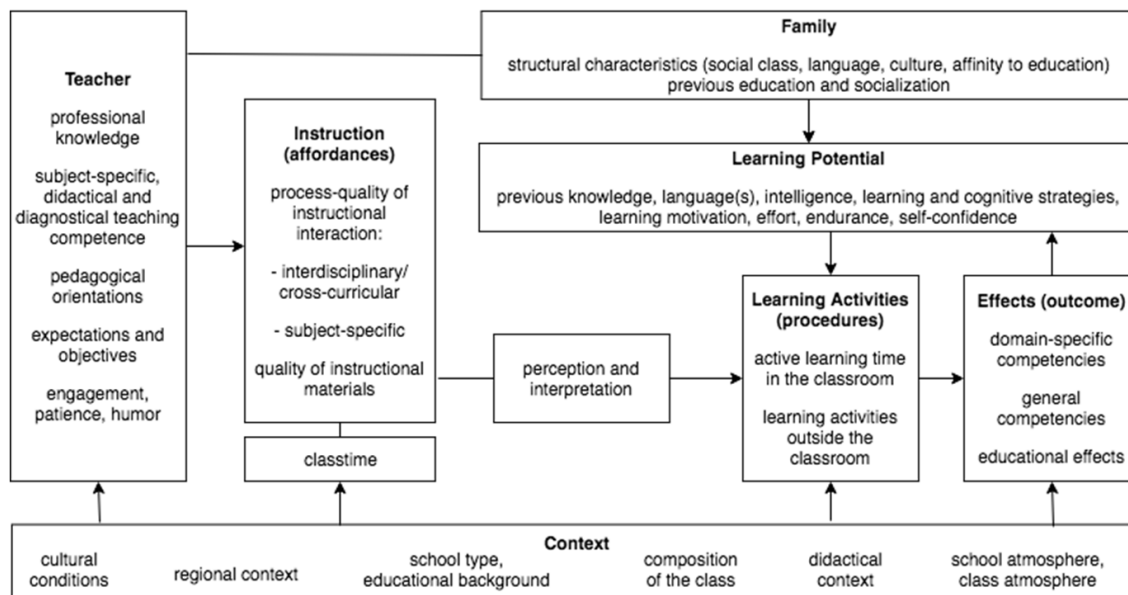 Teacher
professional
knowledge
subject-specific,
didactical and
diagnostical teaching
competence
pedagogical
orientations
expectations and
objectives
engagement,
patience, humor
Instruction
(affordances)
process-quality of
instructional
interaction:
- interdisciplinary/
cross-curricular
- subject-specific
quality of instructional
materials
classtime
Family
structural characteristics (social class, language, culture, affinity to education)
previous education and socialization
Learning Potential
previous knowledge, language(s), intelligence, learning and cognitive strategies,
learning motivation, effort, endurance, self-confidence
perception and
interpretation
Learning Activities
(procedures)
active learning time
in the classroom
learning activities
outside the
classroom
Effects (outcome)
domain-specific
competencies
general
competencies
educational effects
Context
cultural
conditions
regional context
school type,
educational background
composition
of the class
didactical
context
school atmosphere,
class atmosphere